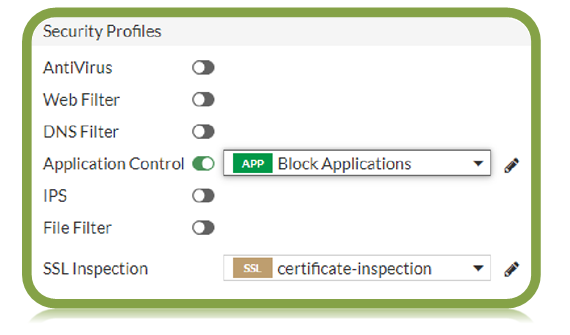 Security Profiles
AntiVirus
Web Filter
DNS Filter
Application Control APP Block Applications
IPS
File Filter
SSL Inspection SSL certificate-inspection